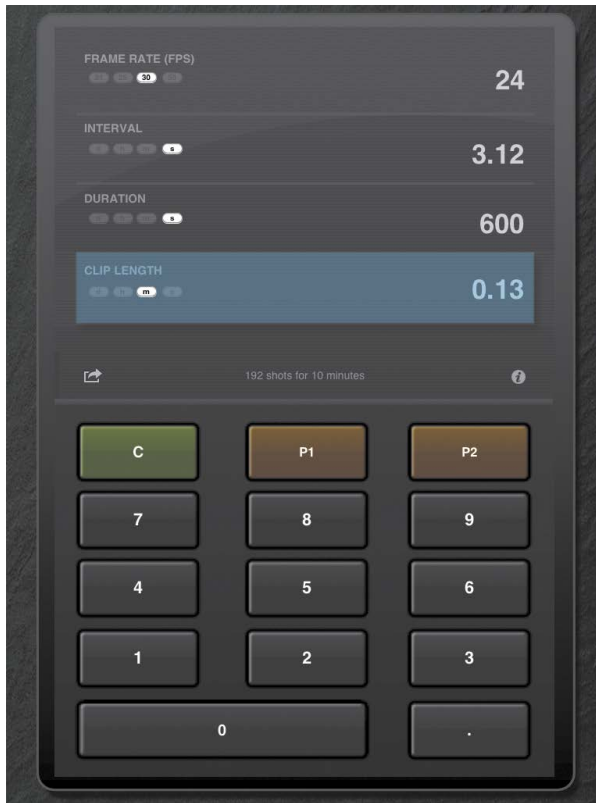 FRAME RATE (FPS)
30
24
INTERVAL
s
3.12
DURATION
s
600
CLIP LENGTH
m
0.13
192 shots for 10 minutes
C P1 P2
7 8 9
4 5 6
1 2 3
0 .